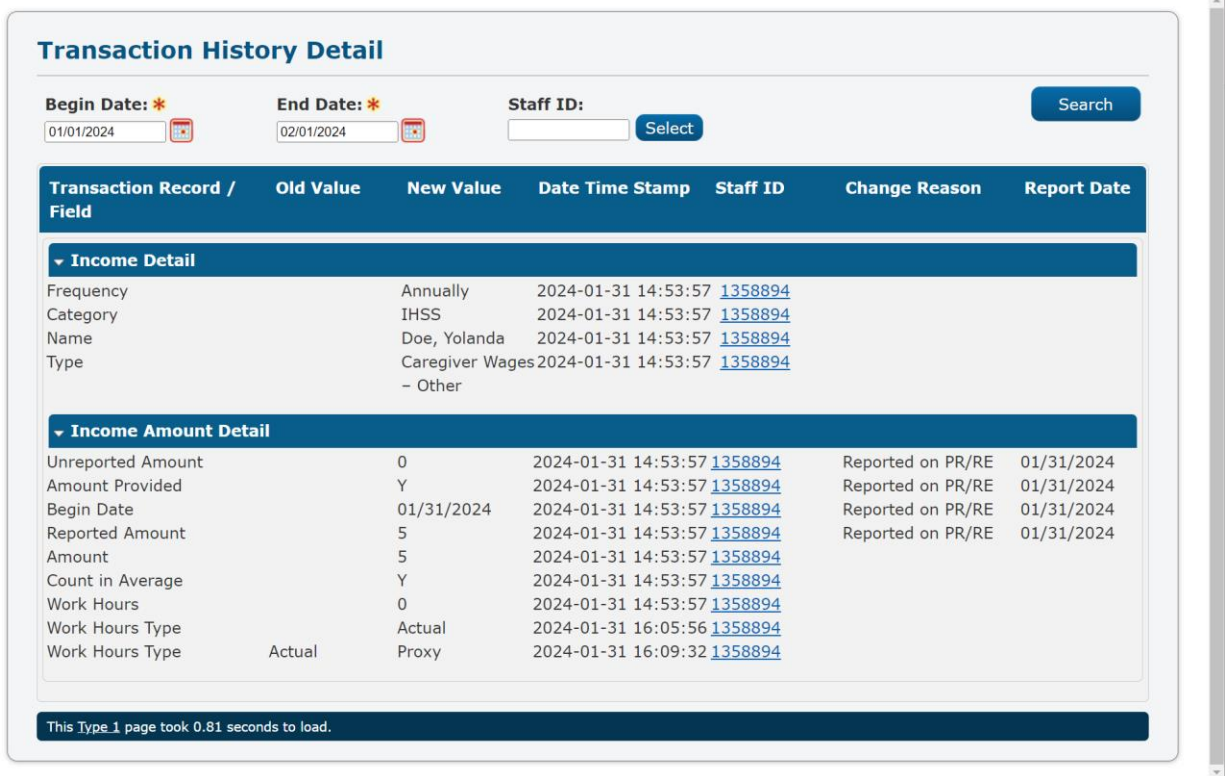 Transaction History Detail
Begin Date: * End Date: * Staff ID:
01/01/2024 02/01/2024 Select Search
Transaction Record / Old Value New Value Date Time Stamp Staff ID Change Reason Report Date
Field
Income Detail
Frequency Annually 2024-01-31 14:53:57 1358894
Category IHSS 2024-01-31 14:53:57 1358894
Name Doe, Yolanda 2024-01-31 14:53:57 1358894
Type Caregiver Wages 2024-01-31 14:53:57 1358894
– Other
Income Amount Detail
Unreported Amount 0 2024-01-31 14:53:57 1358894 Reported on PR/RE 01/31/2024
Amount Provided Y 2024-01-31 14:53:57 1358894 Reported on PR/RE 01/31/2024
Begin Date 01/31/2024 2024-01-31 14:53:57 1358894 Reported on PR/RE 01/31/2024
Reported Amount 5 2024-01-31 14:53:57 1358894 Reported on PR/RE 01/31/2024
Amount 5 2024-01-31 14:53:57 1358894
Count in Average Y 2024-01-31 14:53:57 1358894
Work Hours 0 2024-01-31 14:53:57 1358894
Work Hours Type Actual 2024-01-31 16:05:56 1358894
Work Hours Type Actual Proxy 2024-01-31 16:09:32 1358894
This Type 1 page took 0.81 seconds to load.